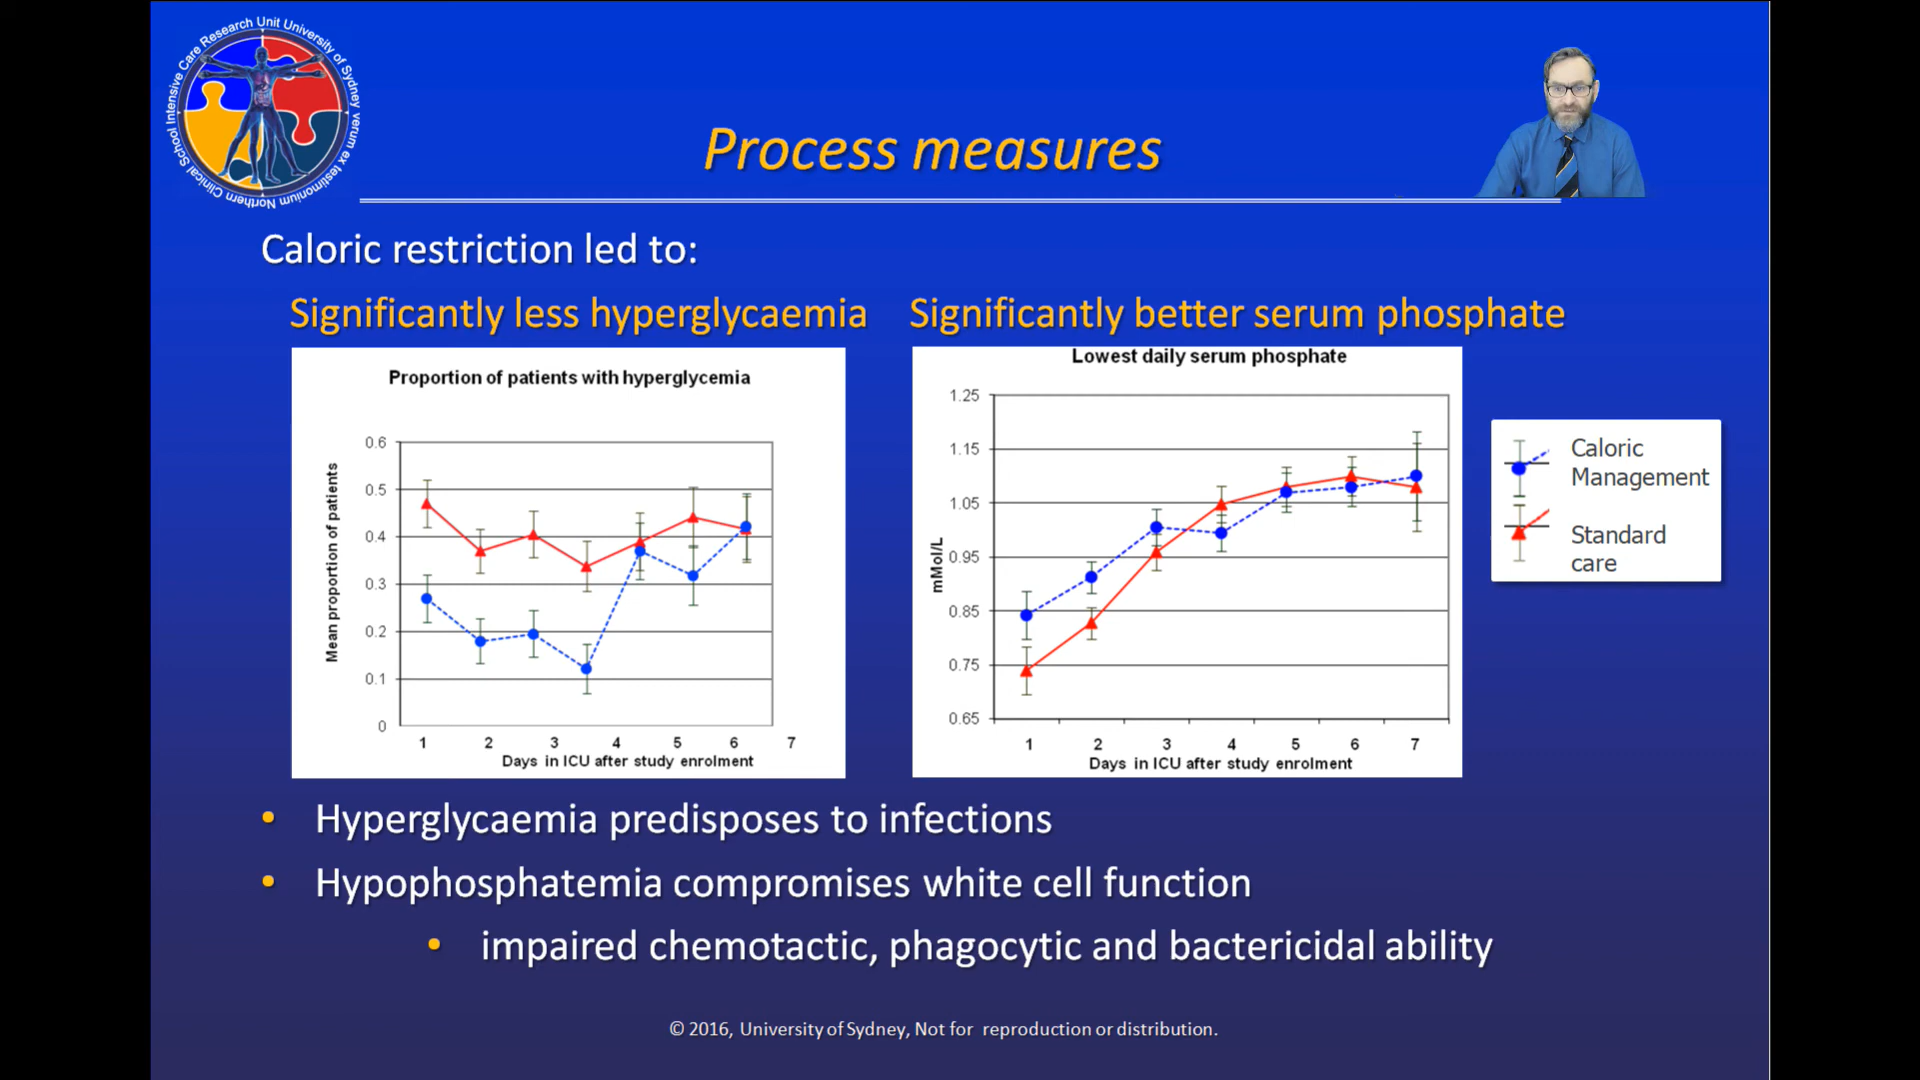 Northern Clinical School Intensive Care Research Unit University of Sydney verum ex testimonium
Process measures
Caloric restriction led to:
Significantly less hyperglycaemia
Significantly better serum phosphate
Proportion of patients with hyperglycemia
Mean proportion of patients
0.6
0.5
0.4
0.3
0.2
0.1
0
1 2 3 4 5 6 7
Days in ICU after study enrolment
Lowest daily serum phosphate
mMol/L
1.25
1.15
1.05
0.95
0.85
0.75
0.65
1 2 3 4 5 6 7
Days in ICU after study enrolment
Caloric
Management
Standard
care
• Hyperglycaemia predisposes to infections
• Hypophosphatemia compromises white cell function
• impaired chemotactic, phagocytic and bactericidal ability
© 2016, University of Sydney, Not for reproduction or distribution.